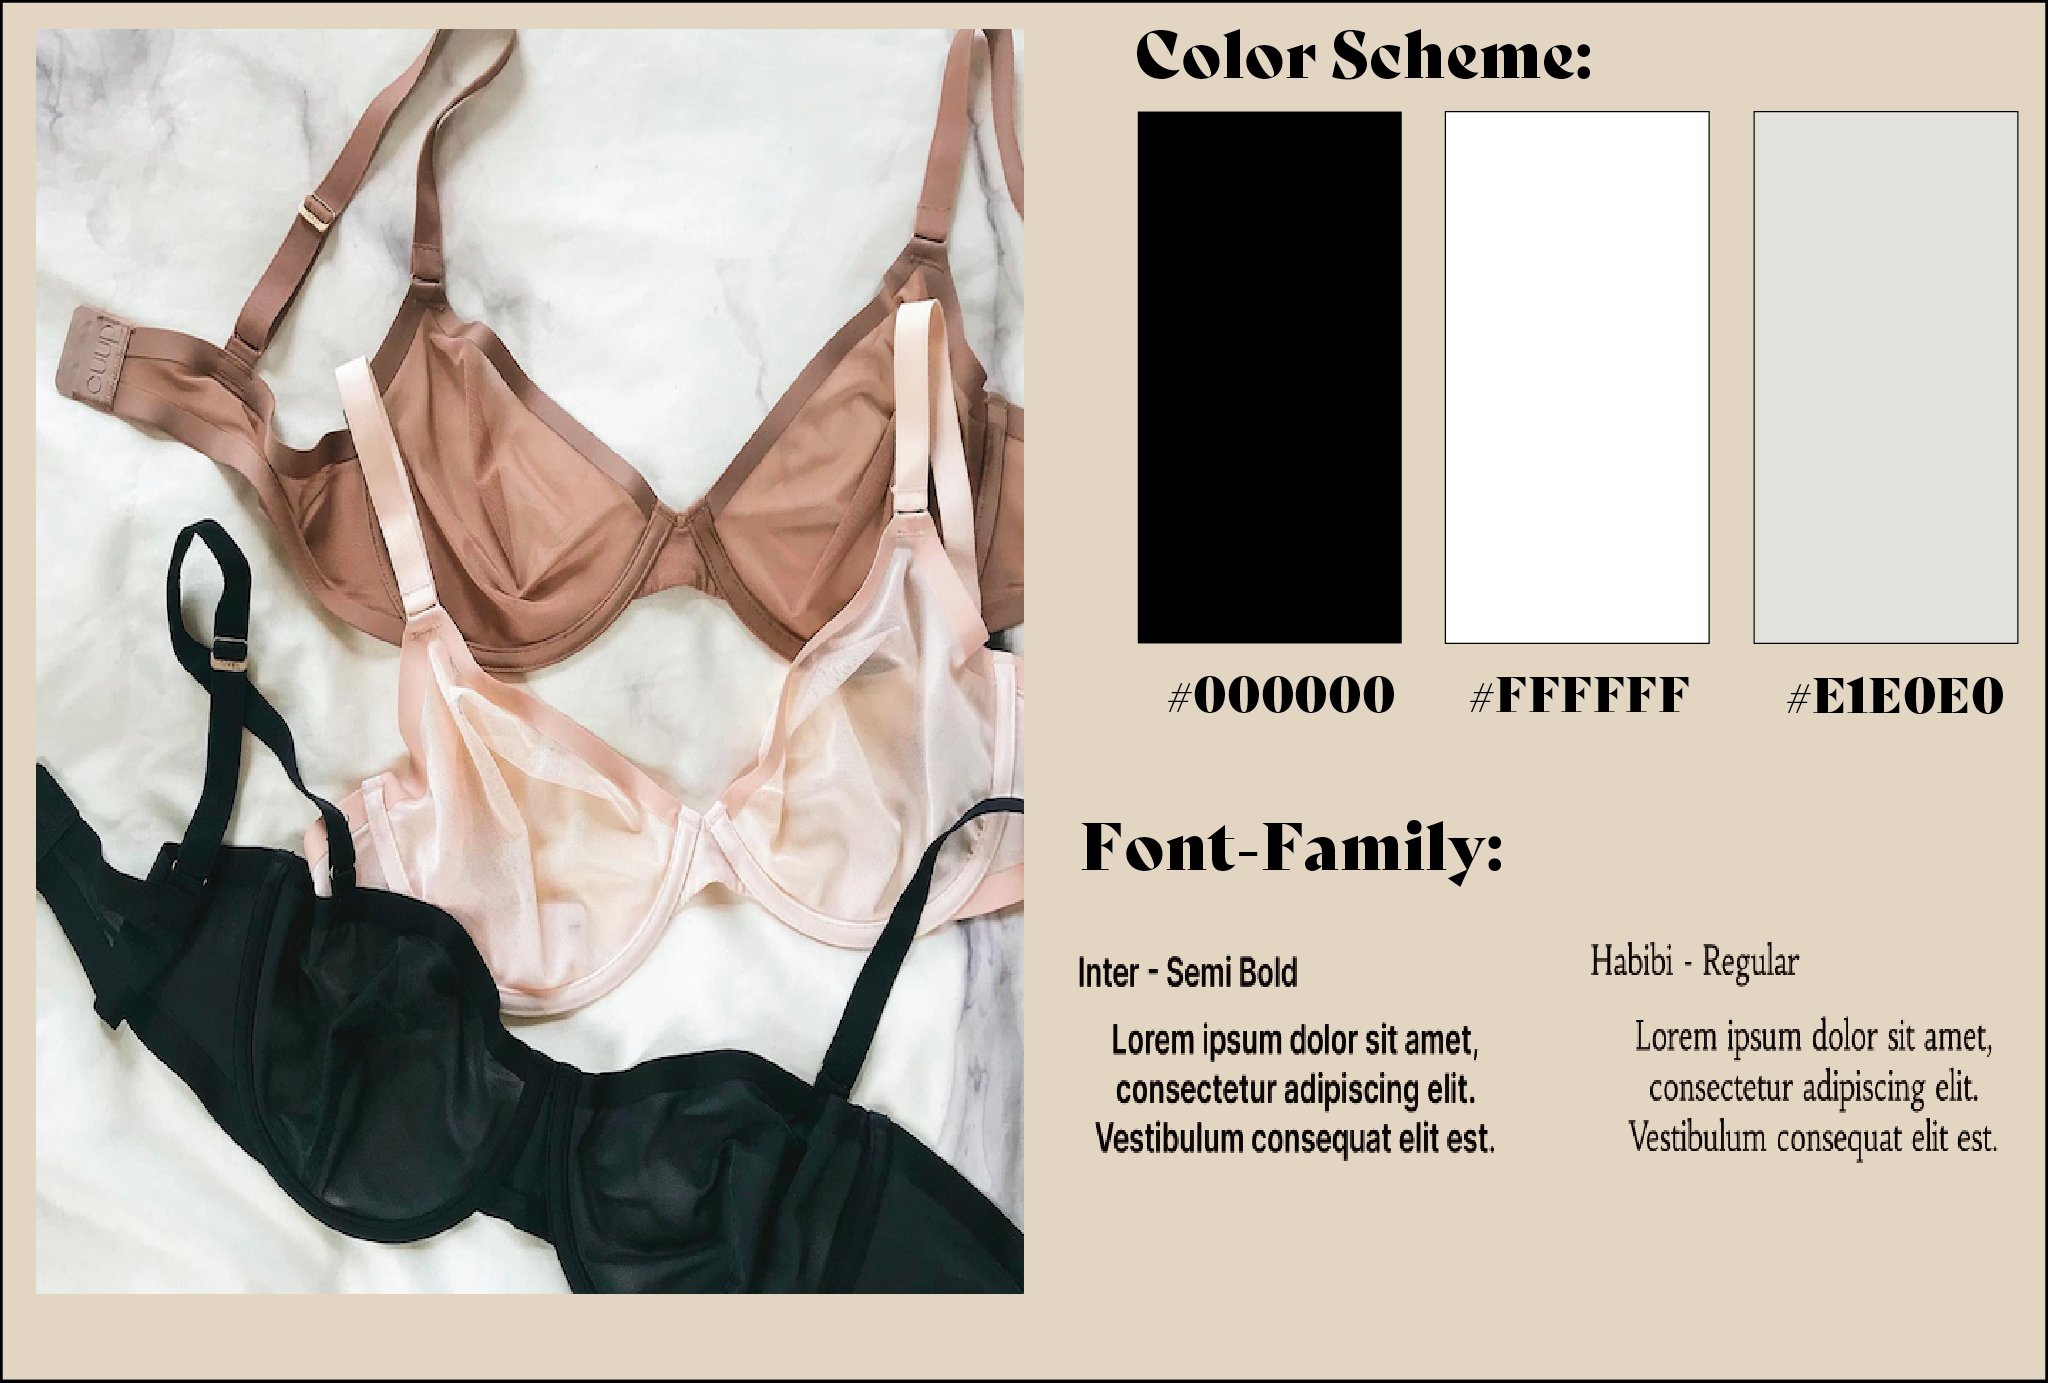 Color Scheme:
#000000
#FFFFFF
#E1E0E0
cuup
Font-Family:
Inter - Semi Bold
Lorem ipsum dolor sit amet,
consectetur adipiscing elit.
Vestibulum consequat elit est.
Habibi - Regular
Lorem ipsum dolor sit amet,
consectetur adipiscing elit.
Vestibulum consequat elit est.